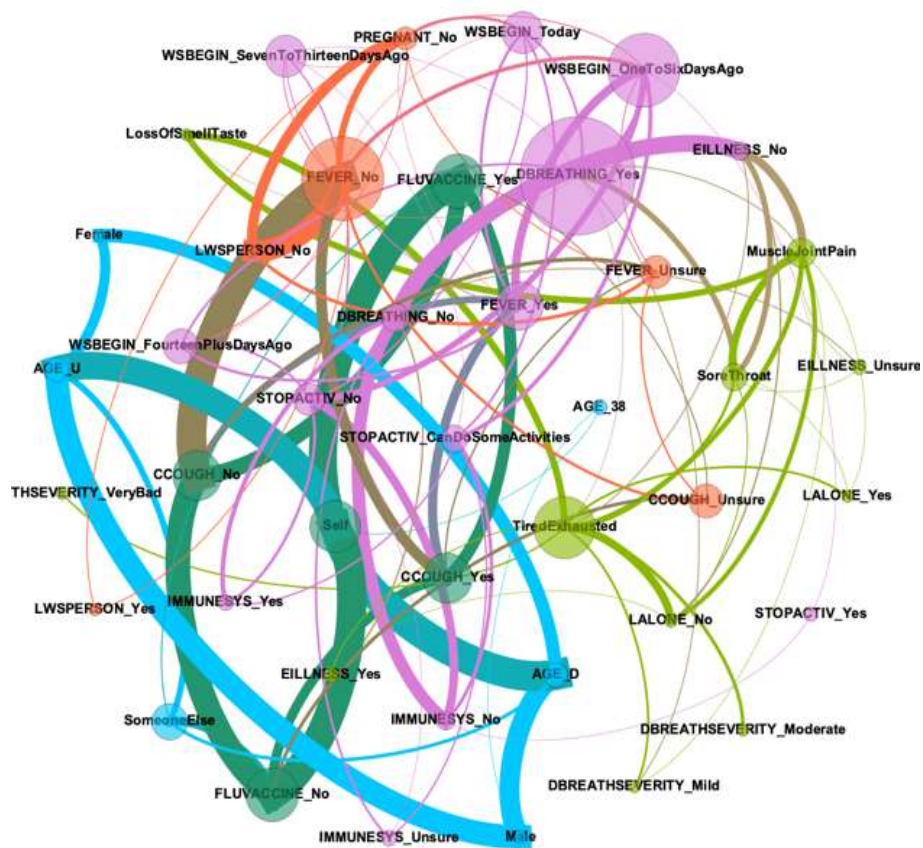 WSBEGIN_Today
PREGNANT_No
WSBEGIN_SevenToThirteenDaysAgo
WSBEGIN_OneToSixDaysAgo
LossOfSmellTaste
EILLNESS_No
FEVER_No
FLUVACCINE_Yes
DBREATHING_Yes
Female
LWSPERSON_No
MuscleJointPain
FEVER_Unsure
FEVER_Yes
DBREATHING_No
WSBEGIN_FourteenPlusDaysAgo
AGE_U
EILLNESS_Unsure
SoreThroat
STOPACTIV_No
AGE_38
STOPACTIV_CanDoSomeActivities
CCOUGH_No
THSEVERITY_VeryBad
LALONE_Yes
CCOUGH_Unsure
Self
TiredExhausted
CCOUGH_Yes
IMMUNESYS_Yes
LWSPERSON_Yes
STOPACTIV_Yes
LALONE_No
EILLNESS_Yes
AGE_D
SomeoneElse
IMMUNESYS_No
DBREATHSEVERITY_Moderate
DBREATHSEVERITY_Mild
FLUVACCINE_No
IMMUNESYS_Unsure
Male